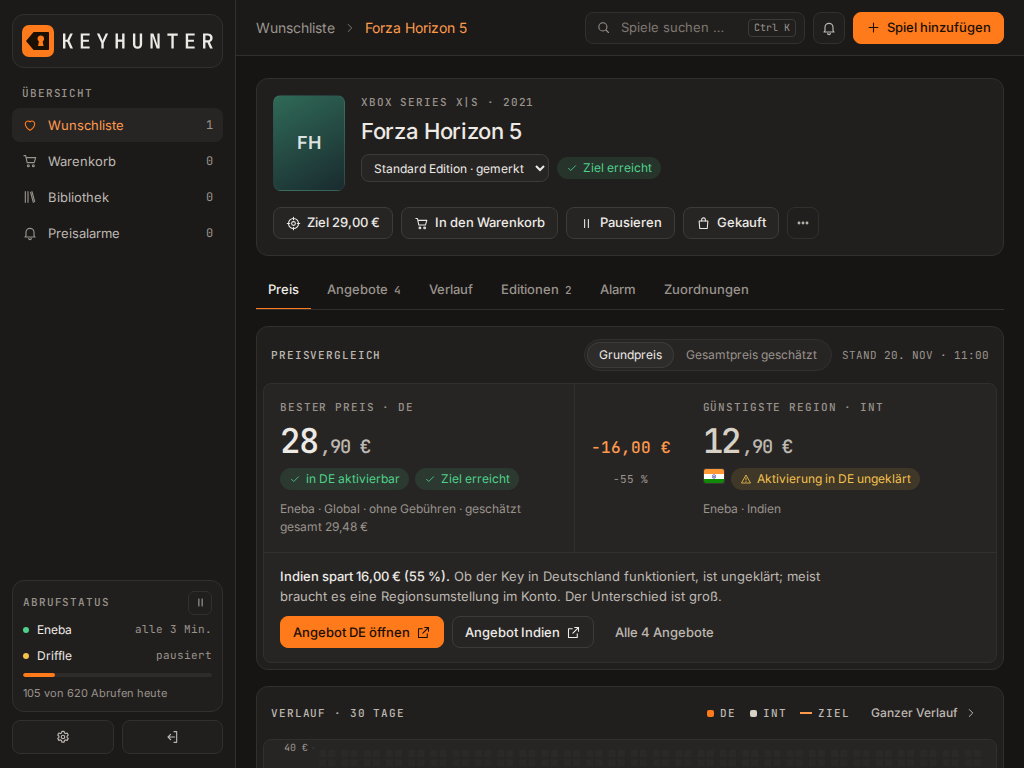 KEYHUNTER
ÜBERSICHT
Wunschliste 1
Warenkorb 0
Bibliothek 0
Preisalarme 0
ABRUFSTATUS
Eneba alle 3 Min.
Driffle pausiert
105 von 620 Abrufen heute
Wunschliste Forza Horizon 5
Spiele suchen ... Ctrl K
Spiel hinzufügen
FH
XBOX SERIES X|S · 2021
Forza Horizon 5
Standard Edition · gemerkt Ziel erreicht
Ziel 29,00 € In den Warenkorb Pausieren Gekauft
Preis Angebote 4 Verlauf Editionen 2 Alarm Zuordnungen
PREISVERGLEICH Grundpreis Gesamtpreis geschätzt STAND 20. NOV · 11:00
BESTER PREIS · DE
28,90 €
in DE aktivierbar Ziel erreicht
Eneba · Global · ohne Gebühren · geschätzt
gesamt 29,48 €
-16,00 €
-55 %
GÜNSTIGSTE REGION · INT
12,90 €
Aktivierung in DE ungeklärt
Eneba · Indien
Indien spart 16,00 € (55 %). Ob der Key in Deutschland funktioniert, ist ungeklärt; meist
braucht es eine Regionsumstellung im Konto. Der Unterschied ist groß.
Angebot DE öffnen Angebot Indien Alle 4 Angebote
VERLAUF · 30 TAGE DE INT ZIEL Ganzer Verlauf
40 €